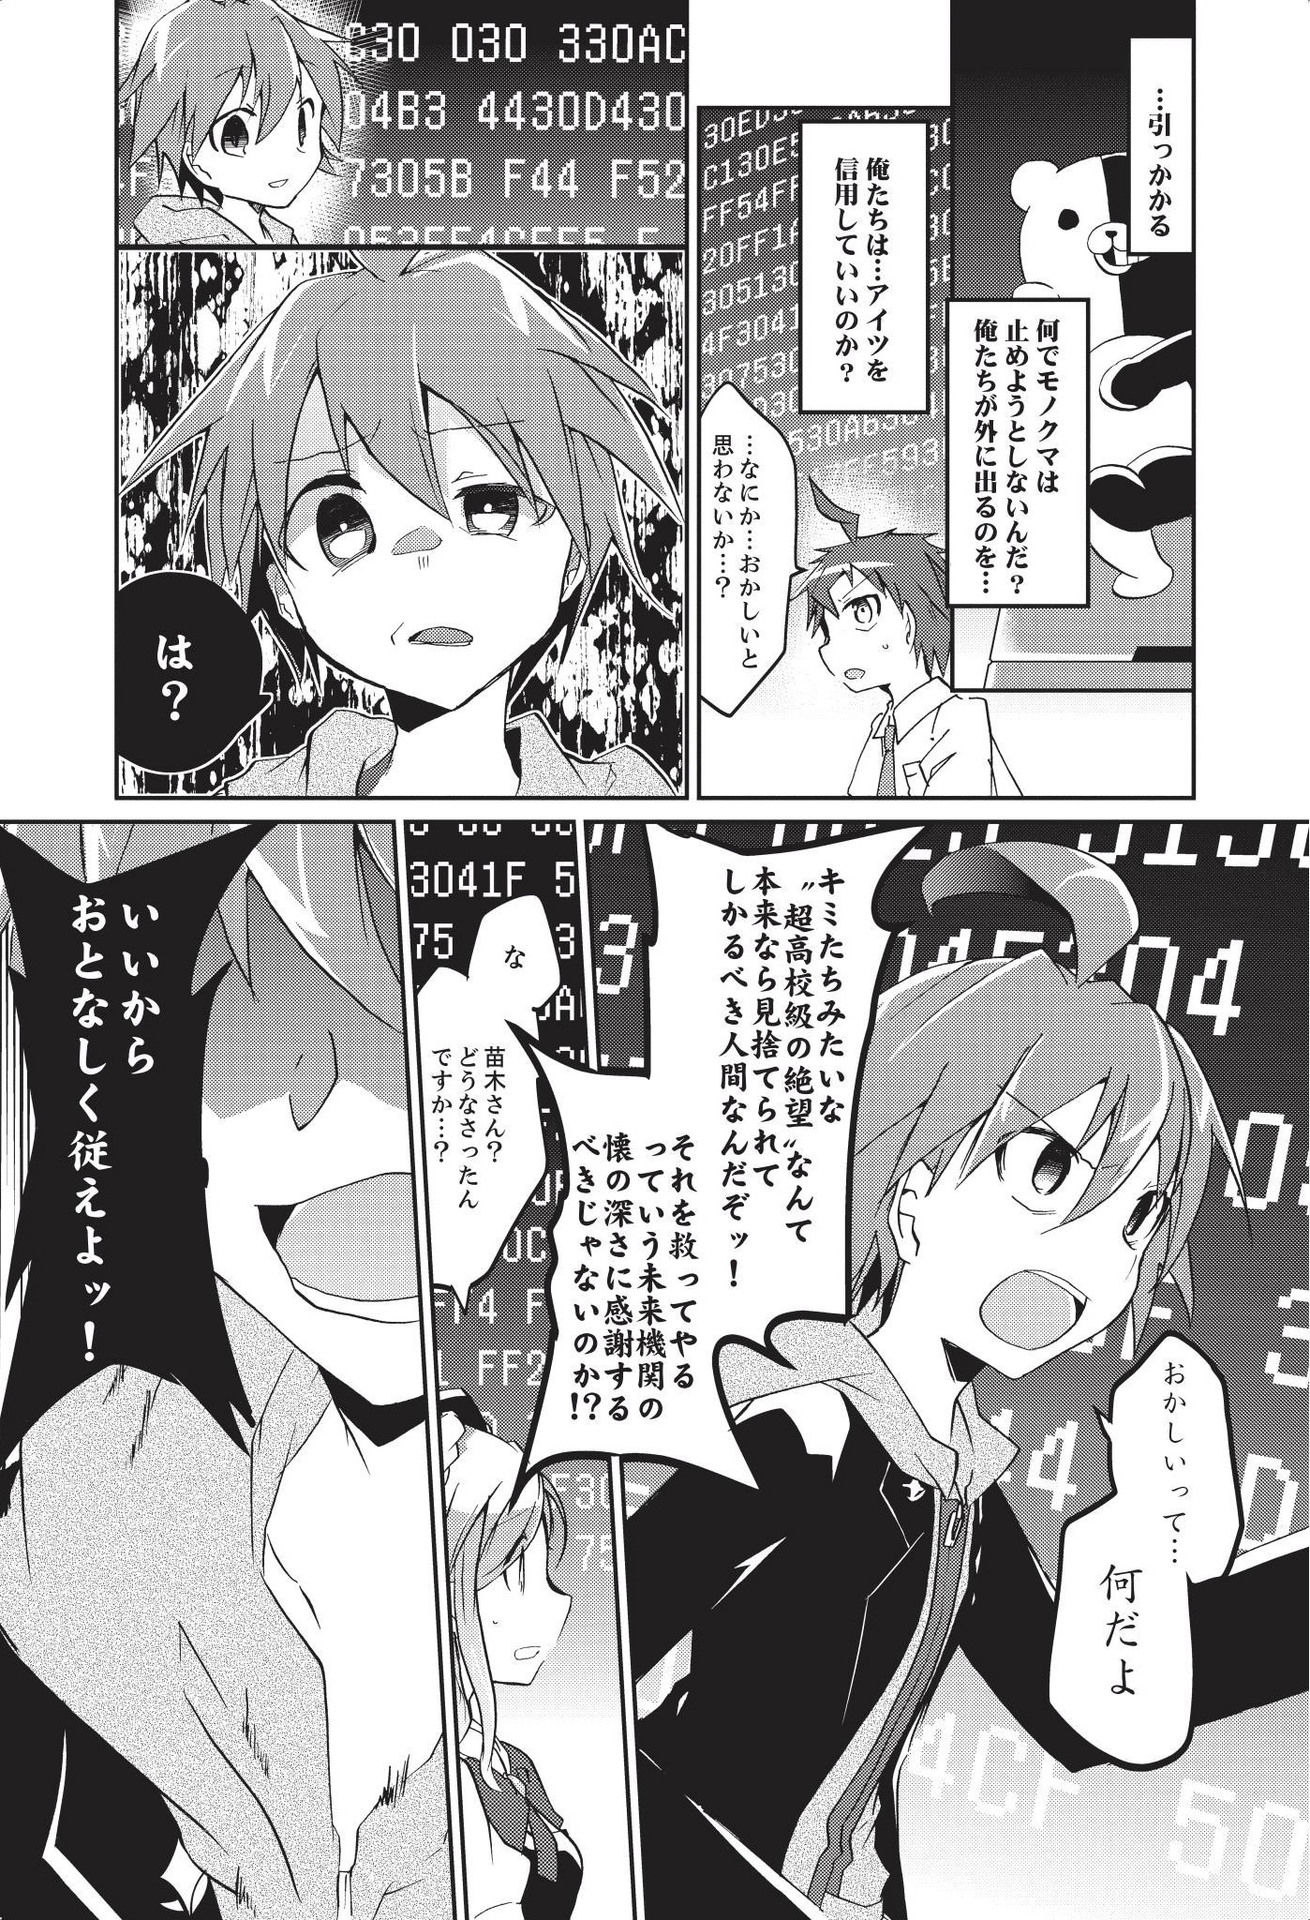 …引っかかる
何でモノクマは
止めようとしないんだ?
俺たちが外に出るのを…
俺たちは…アイツを
信用していいのか?
…なにか…おかしいと
思わないか…?
は?
おかしいって…
何だよ
キミたちみたいな
〝超高校級の絶望〟なんて
本来なら見捨てられて
しかるべき人間なんだぞッ!
それを救ってやる
っていう未来機関の
懐の深さに感謝する
べきじゃないのか!?
な
苗木さん?
どうなさったん
ですか…?
いいから
おとなしく従えよッ!
C30 030 330AC
04B3 4430D430
7305B F44 F52